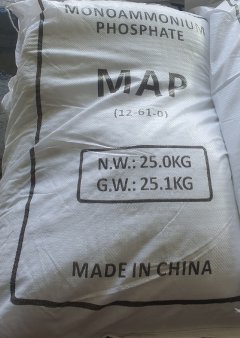 MONOAMMONIUM
PHOSPHATE
MAP
(12-61-0)
N.W.: 25.0KG
G.W.: 25.1KG
MADE IN CHINA